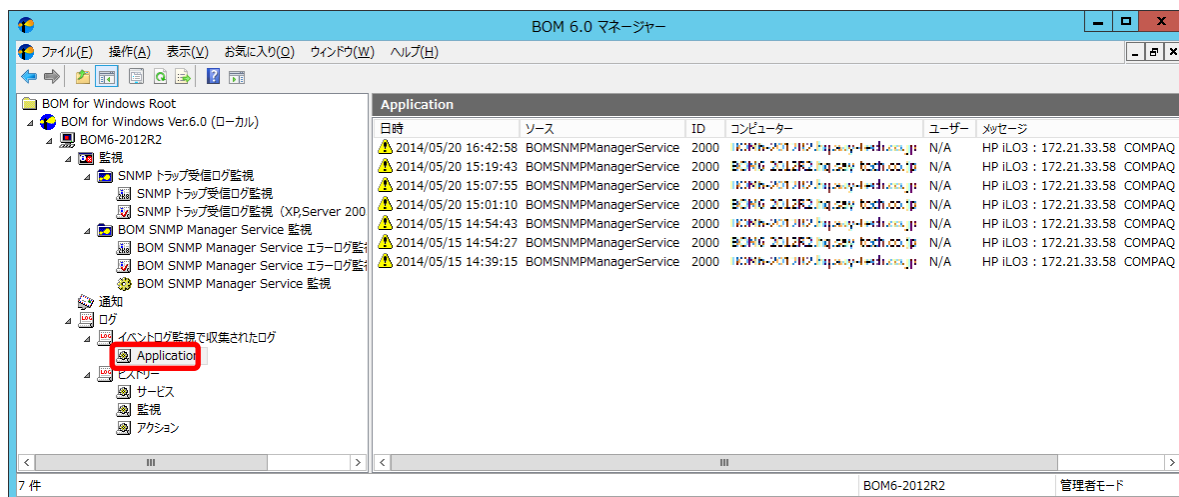 BOM 6.0 マネージャー
ファイル(F) 操作(A) 表示(V) お気に入り(O) ウィンドウ(W) ヘルプ(H)
BOM for Windows Root
BOM for Windows Ver.6.0 (ローカル)
BOM6-2012R2
監視
SNMP トラップ受信ログ監視
SNMP トラップ受信ログ監視
SNMP トラップ受信ログ監視 (XP,Server 200
BOM SNMP Manager Service 監視
BOM SNMP Manager Service エラーログ監
BOM SNMP Manager Service エラーログ監
BOM SNMP Manager Service 監視
通知
ログ
イベントログ監視で収集されたログ
Application
ヒストリー
サービス
監視
アクション
Application
日時 ソース ID コンピューター ユーザー メッセージ
2014/05/20 16:42:58 BOMSNMPManagerService 2000 N/A HP iLO3 : 172.21.33.58 COMPAQ
2014/05/20 15:19:43 BOMSNMPManagerService 2000 N/A HP iLO3 : 172.21.33.58 COMPAQ
2014/05/20 15:07:55 BOMSNMPManagerService 2000 N/A HP iLO3 : 172.21.33.58 COMPAQ
2014/05/20 15:01:10 BOMSNMPManagerService 2000 N/A HP iLO3 : 172.21.33.58 COMPAQ
2014/05/15 14:54:43 BOMSNMPManagerService 2000 N/A HP iLO3 : 172.21.33.58 COMPAQ
2014/05/15 14:54:27 BOMSNMPManagerService 2000 N/A HP iLO3 : 172.21.33.58 COMPAQ
2014/05/15 14:39:15 BOMSNMPManagerService 2000 N/A HP iLO3 : 172.21.33.58 COMPAQ
7 件 BOM6-2012R2 管理者モード